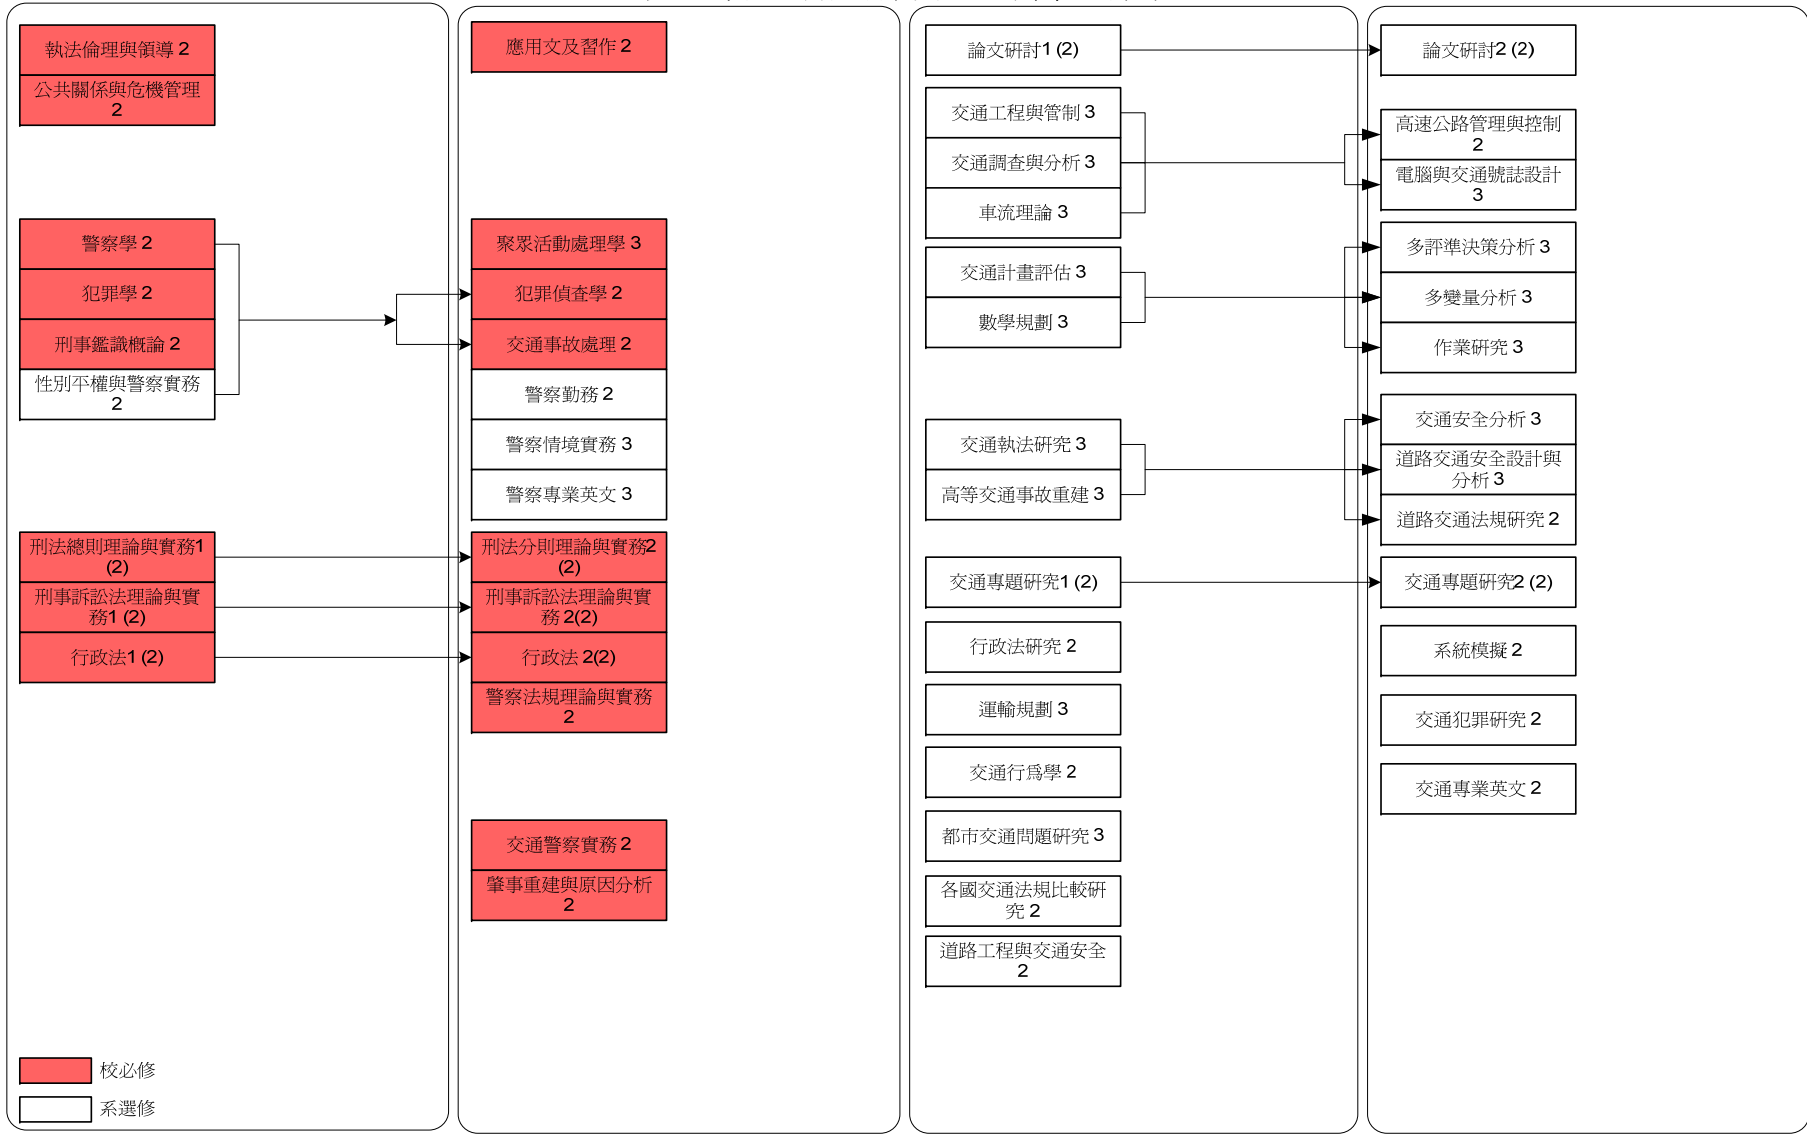 執法倫理與領導 2
公共關係與危機管理
2
警察學 2
犯罪學 2
刑事鑑識概論 2
性別平權與警察實務
2
刑法總則理論與實務1
(2)
刑事訴訟法理論與實
務1 (2)
行政法1 (2)
校必修
系選修
應用文及習作 2
聚眾活動處理學 3
犯罪偵查學 2
交通事故處理 2
警察勤務 2
警察情境實務 3
警察專業英文 3
刑法分則理論與實務2
(2)
刑事訴訟法理論與實
務 2(2)
行政法 2(2)
警察法規理論與實務
2
交通警察實務 2
肇事重建與原因分析
2
論文研討1 (2)
交通工程與管制 3
交通調查與分析 3
車流理論 3
交通計畫評估 3
數學規劃 3
交通執法研究 3
高等交通事故重建 3
交通專題研究1 (2)
行政法研究 2
運輸規劃 3
交通行為學 2
都市交通問題研究 3
各國交通法規比較研
究 2
道路工程與交通安全
2
論文研討2 (2)
高速公路管理與控制
2
電腦與交通號誌設計
3
多評準決策分析 3
多變量分析 3
作業研究 3
交通安全分析 3
道路交通安全設計與
分析 3
道路交通法規研究 2
交通專題研究2 (2)
系統模擬 2
交通犯罪研究 2
交通專業英文 2